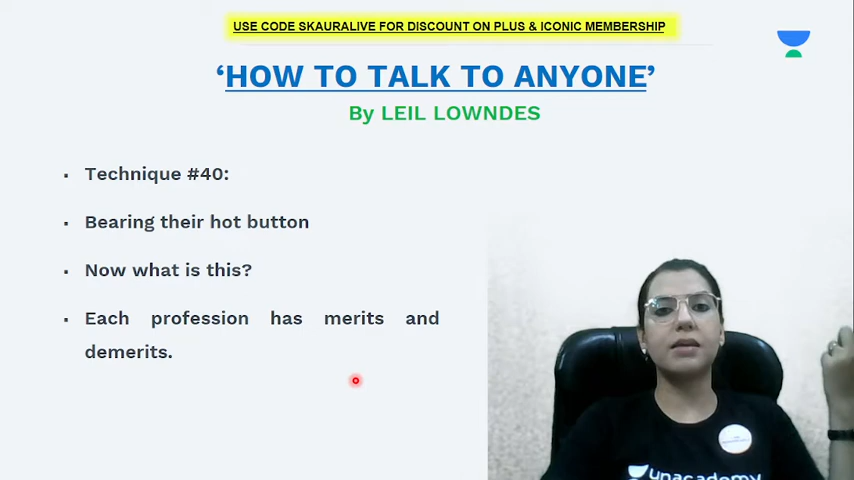 USE CODE SKAURALIVE FOR DISCOUNT ON PLUS & ICONIC MEMBERSHIP
‘HOW TO TALK TO ANYONE’
By LEIL LOWNDES
▪ Technique #40:
▪ Bearing their hot button
▪ Now what is this?
▪ Each profession has merits and
demerits.
unacademy